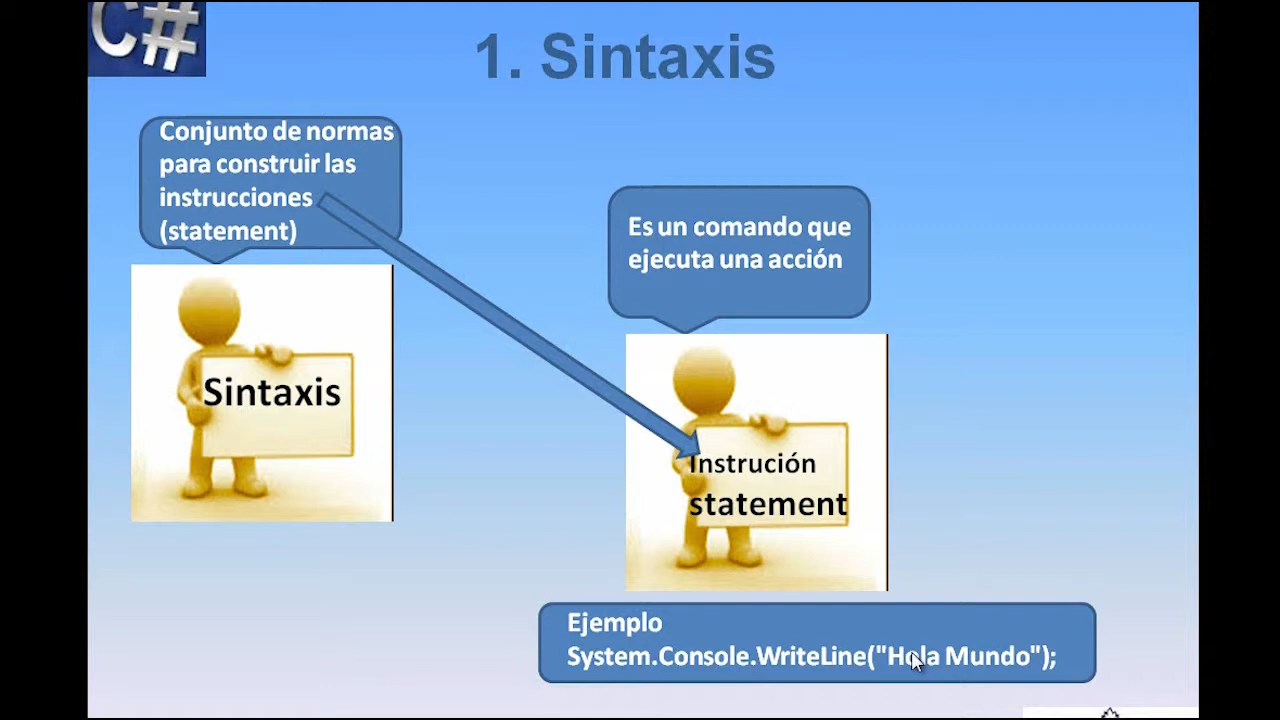 C#
1. Sintaxis
Conjunto de normas
para construir las
instrucciones
(statement)
Sintaxis
Es un comando que
ejecuta una acción
Instrución
statement
Ejemplo
System.Console.WriteLine("Hola Mundo");